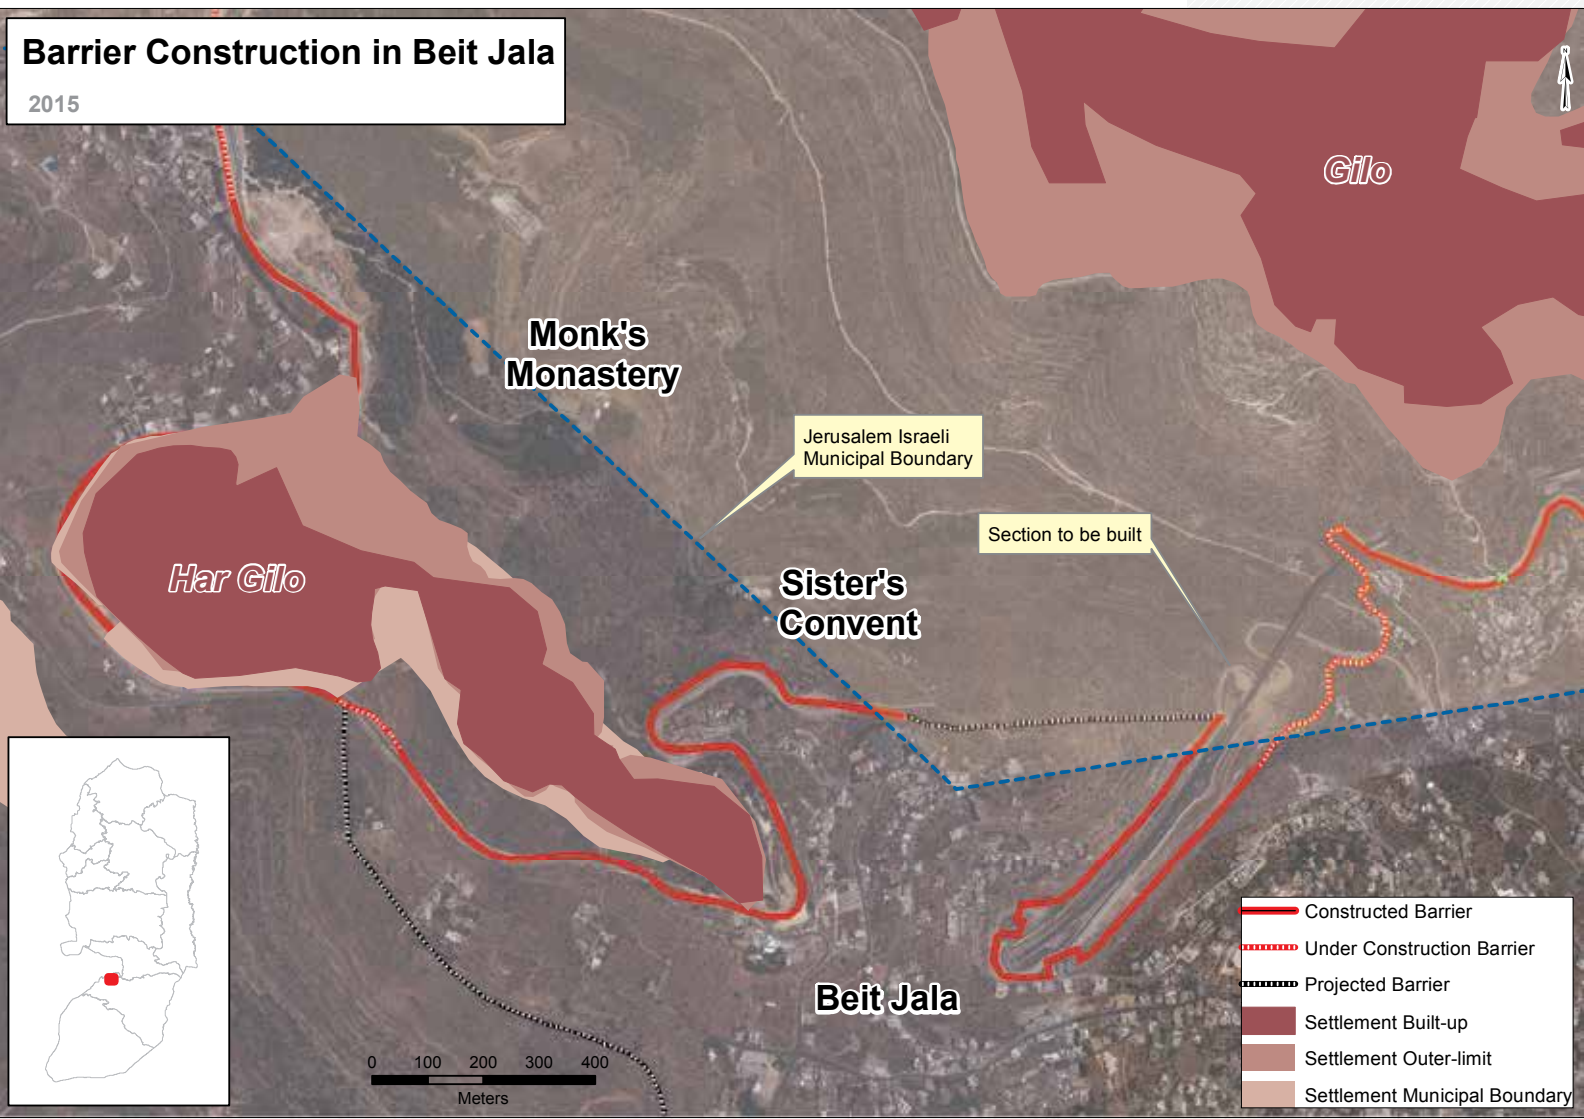 Barrier Construction in Beit Jala
2015
N
Gilo
Monk's
Monastery
Jerusalem Israeli
Municipal Boundary
Section to be built
Har Gilo
Sister's
Convent
Beit Jala
0 100 200 300 400
Meters
Constructed Barrier
Under Construction Barrier
Projected Barrier
Settlement Built-up
Settlement Outer-limit
Settlement Municipal Boundary